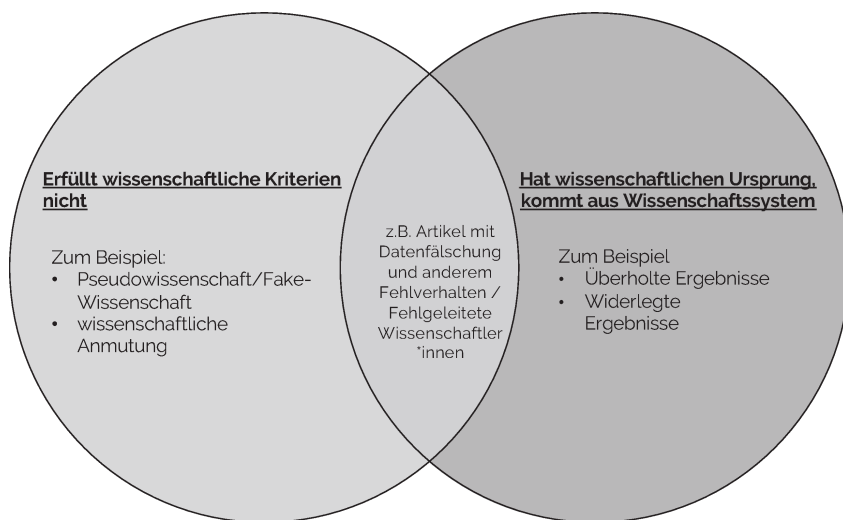 Erfüllt wissenschaftliche Kriterien
nicht
Zum Beispiel:
• Pseudowissenschaft/Fake-
Wissenschaft
• wissenschaftliche
Anmutung
z.B. Artikel mit
Datenfälschung
und anderem
Fehlverhalten /
Fehlgeleitete
Wissenschaftler
*innen
Hat wissenschaftlichen Ursprung,
kommt aus Wissenschaftssystem
Zum Beispiel
• Überholte Ergebnisse
• Widerlegte
Ergebnisse